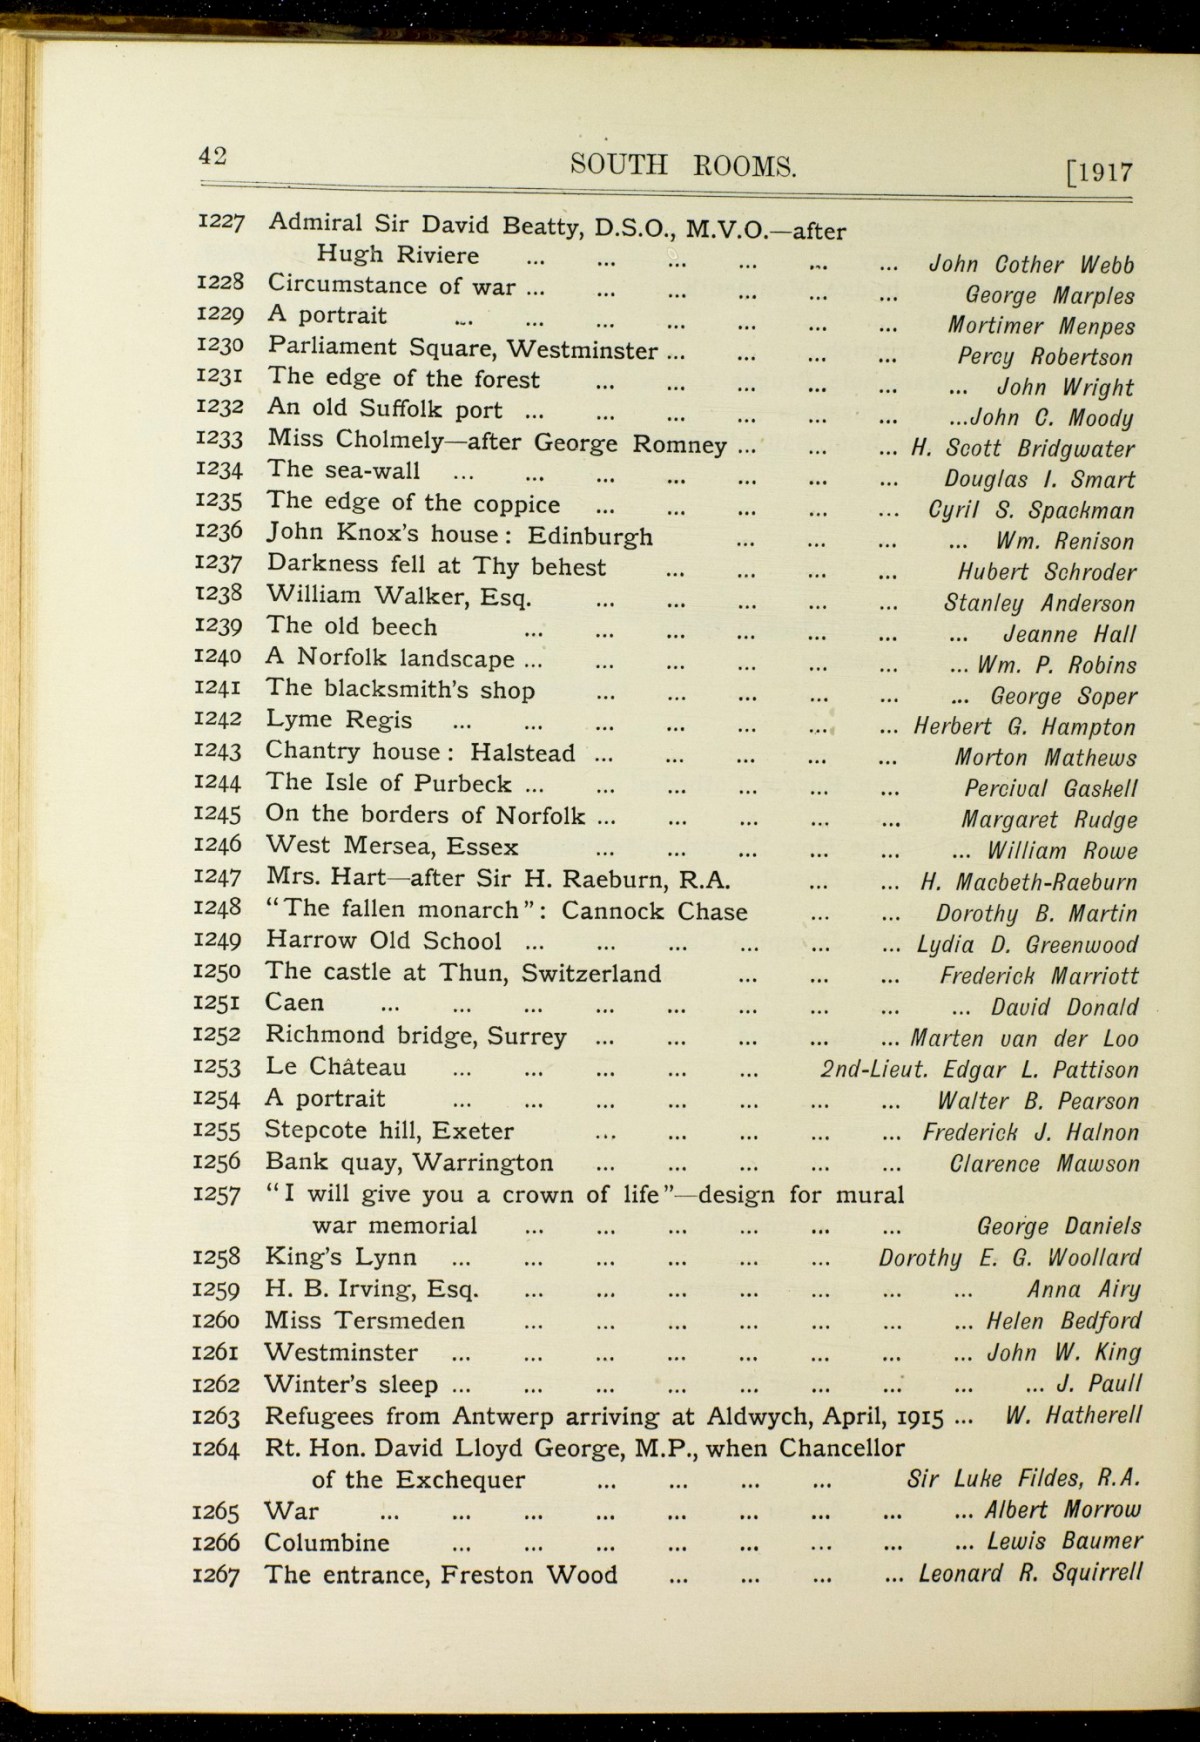 42 SOUTH ROOMS. [1917
1227 Admiral Sir David Beatty, D.S.O., M.V.O.—after
Hugh Riviere ... ... ... ... ... ... John Cother Webb
1228 Circumstance of war ... ... ... ... ... ... George Marples
1229 A portrait ... ... ... ... ... ... ... Mortimer Menpes
1230 Parliament Square, Westminster ... ... ... ... Percy Robertson
1231 The edge of the forest ... ... ... ... ... ... John Wright
1232 An old Suffolk port ... ... ... ... ... ... ...John C. Moody
1233 Miss Cholmely—after George Romney ... ... ... H. Scott Bridgwater
1234 The sea-wall ... ... ... ... ... ... ... Douglas I. Smart
1235 The edge of the coppice ... ... ... ... ... Cyril S. Spackman
1236 John Knox's house: Edinburgh ... ... ... ... Wm. Renison
1237 Darkness fell at Thy behest ... ... ... ... Hubert Schroder
1238 William Walker, Esq. ... ... ... ... ... Stanley Anderson
1239 The old beech ... ... ... ... ... ... ... Jeanne Hall
1240 A Norfolk landscape ... ... ... ... ... ... ... Wm. P. Robins
1241 The blacksmith's shop ... ... ... ... ... ... George Soper
1242 Lyme Regis ... ... ... ... ... ... ... Herbert G. Hampton
1243 Chantry house: Halstead ... ... ... ... ... Morton Mathews
1244 The Isle of Purbeck ... ... ... ... ... ... Percival Gaskell
1245 On the borders of Norfolk ... ... ... ... ... Margaret Rudge
1246 West Mersea, Essex ... ... ... ... ... ... William Rowe
1247 Mrs. Hart—after Sir H. Raeburn, R.A. ... ... H. Macbeth-Raeburn
1248 "The fallen monarch": Cannock Chase ... ... Dorothy B. Martin
1249 Harrow Old School ... ... ... ... ... ... Lydia D. Greenwood
1250 The castle at Thun, Switzerland ... ... ... Frederick Marriott
1251 Caen ... ... ... ... ... ... ... ... ... David Donald
1252 Richmond bridge, Surrey ... ... ... ... ... Marten van der Loo
1253 Le Château ... ... ... ... ... 2nd-Lieut. Edgar L. Pattison
1254 A portrait ... ... ... ... ... ... ... Walter B. Pearson
1255 Stepcote hill, Exeter ... ... ... ... ... Frederick J. Halnon
1256 Bank quay, Warrington ... ... ... ... ... Clarence Mawson
1257 "I will give you a crown of life"—design for mural
war memorial ... ... ... ... ... ... George Daniels
1258 King's Lynn ... ... ... ... ... ... Dorothy E. G. Woollard
1259 H. B. Irving, Esq. ... ... ... ... ... ... ... Anna Airy
1260 Miss Tersmeden ... ... ... ... ... ... ... Helen Bedford
1261 Westminster ... ... ... ... ... ... ... ... John W. King
1262 Winter's sleep ... ... ... ... ... ... ... ... ... J. Paull
1263 Refugees from Antwerp arriving at Aldwych, April, 1915 ... W. Hatherell
1264 Rt. Hon. David Lloyd George, M.P., when Chancellor
of the Exchequer ... ... ... ... Sir Luke Fildes, R.A.
1265 War ... ... ... ... ... ... ... ... ... Albert Morrow
1266 Columbine ... ... ... ... ... ... ... ... Lewis Baumer
1267 The entrance, Freston Wood ... ... ... ... Leonard R. Squirrell